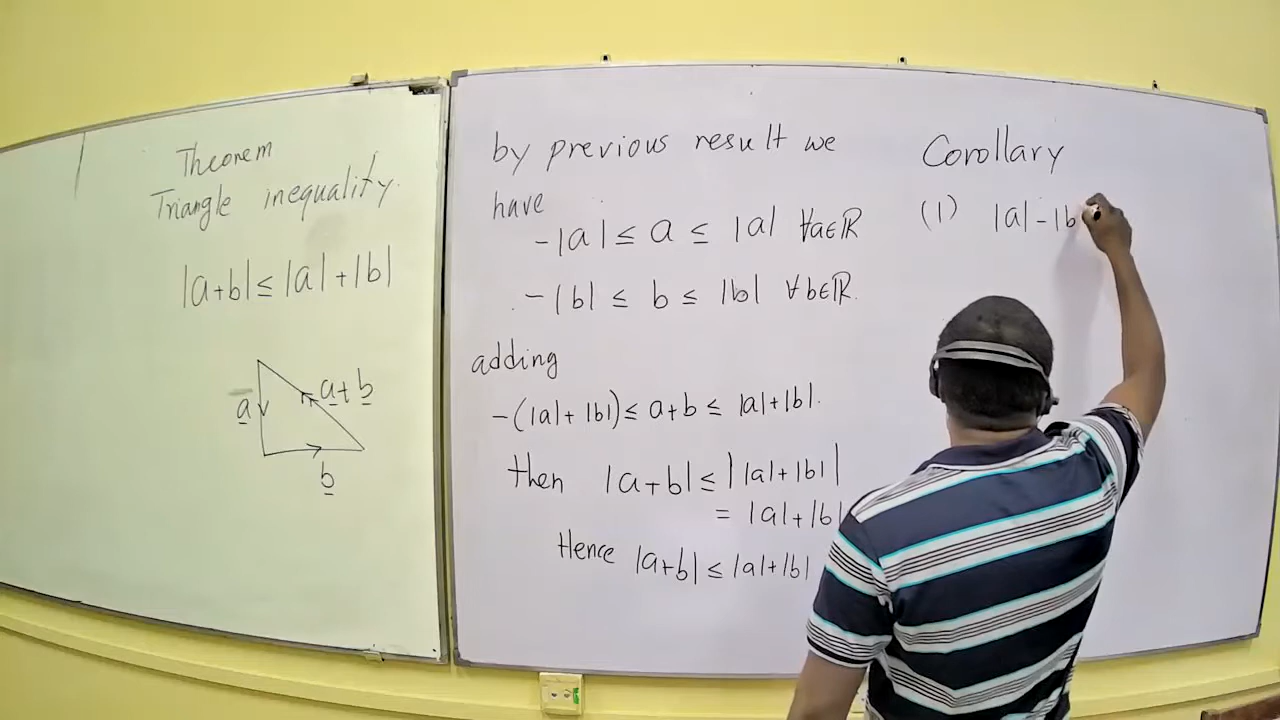 Theorem
Triangle inequality.
|a+b| ≤ |a| + |b|
a
a + b
b
by previous result we
have
-|a| ≤ a ≤ |a| ∀a∈ℝ
-|b| ≤ b ≤ |b| ∀b∈ℝ.
adding
-(|a| + |b|) ≤ a+b ≤ |a|+|b|.
then |a+b| ≤ ||a|+|b||
= |a|+|b|
Hence |a+b| ≤ |a|+|b|
Corollary
(1) |a| - |b